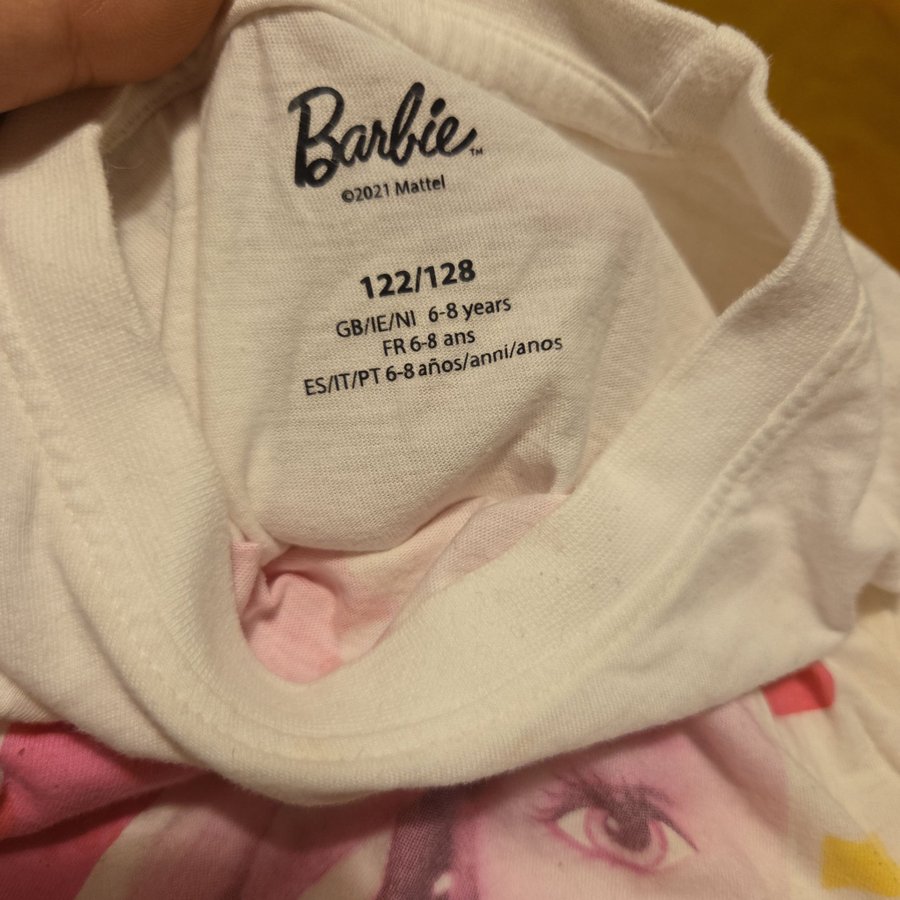 Barbie™
©2021 Mattel
122/128
GB/IE/NI 6-8 years
FR 6-8 ans
ES/IT/PT 6-8 años/anni/anos